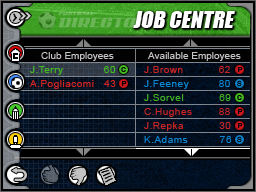 JOB CENTRE
Club Employees
Available Employees
J.Terry 60 C
J.Brown 62 P
A.Pogliacomi 43 P
J.Feeney 80 S
J.Sorvel 69 C
C.Hughes 88 P
J.Repka 30 P
K.Adams 76 S